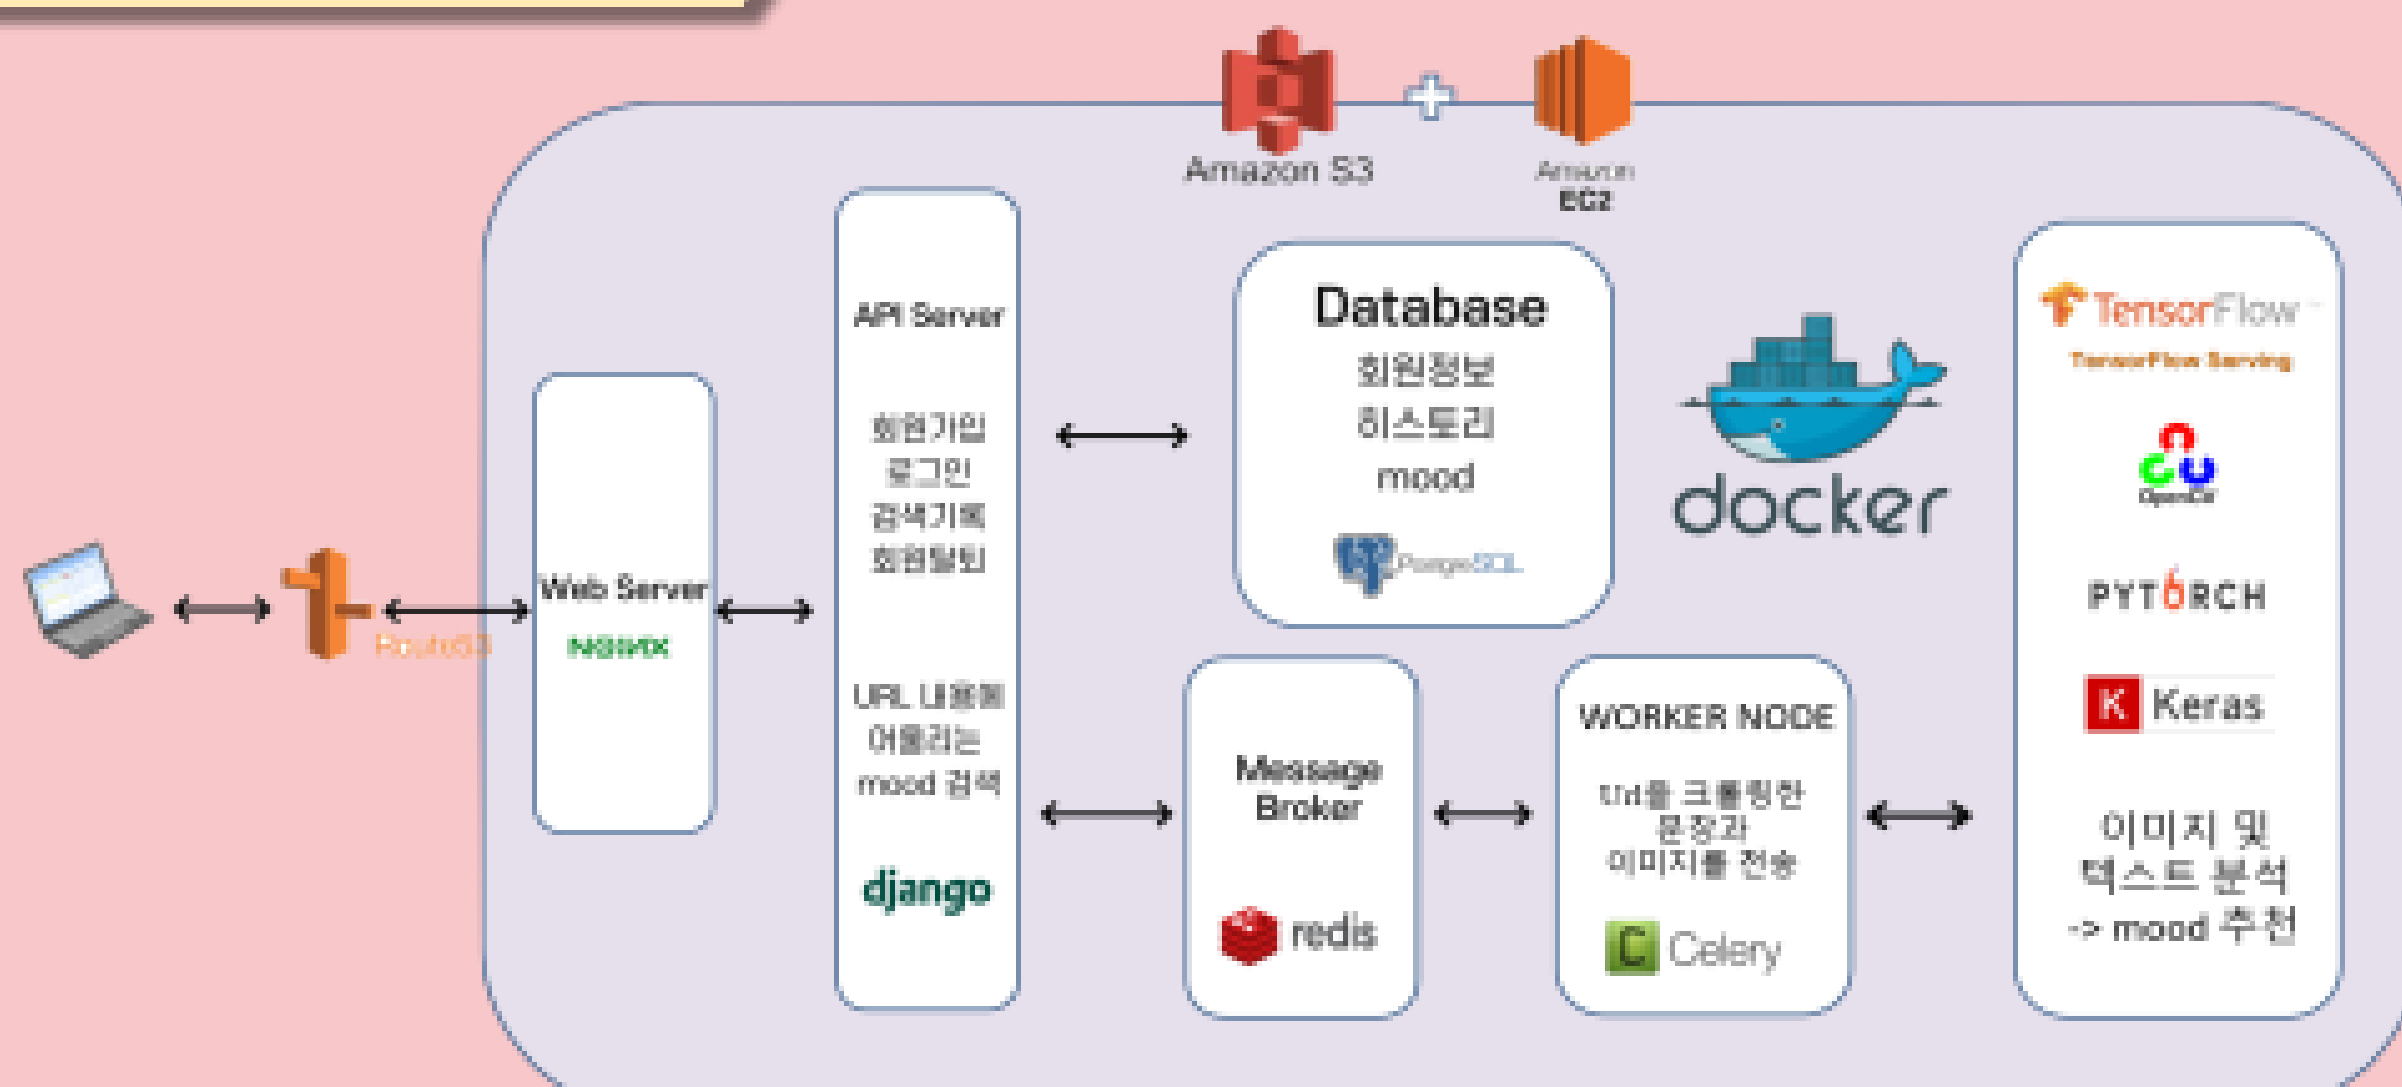 Amazon S3
Amazon
EC2
Route53
Web Server
NGINX
API Server
회원가입
로그인
검색기록
회원탈퇴
URL 내용에
어울리는
mood 검색
django
Database
회원정보
히스토리
mood
PostgreSQL
docker
Message
Broker
redis
WORKER NODE
Url을 크롤링한
문장과
이미지를 전송
C Celery
TensorFlow
TensorFlow Serving
OpenCV
PYTORCH
K Keras
이미지 및
텍스트 분석
-> mood 추천